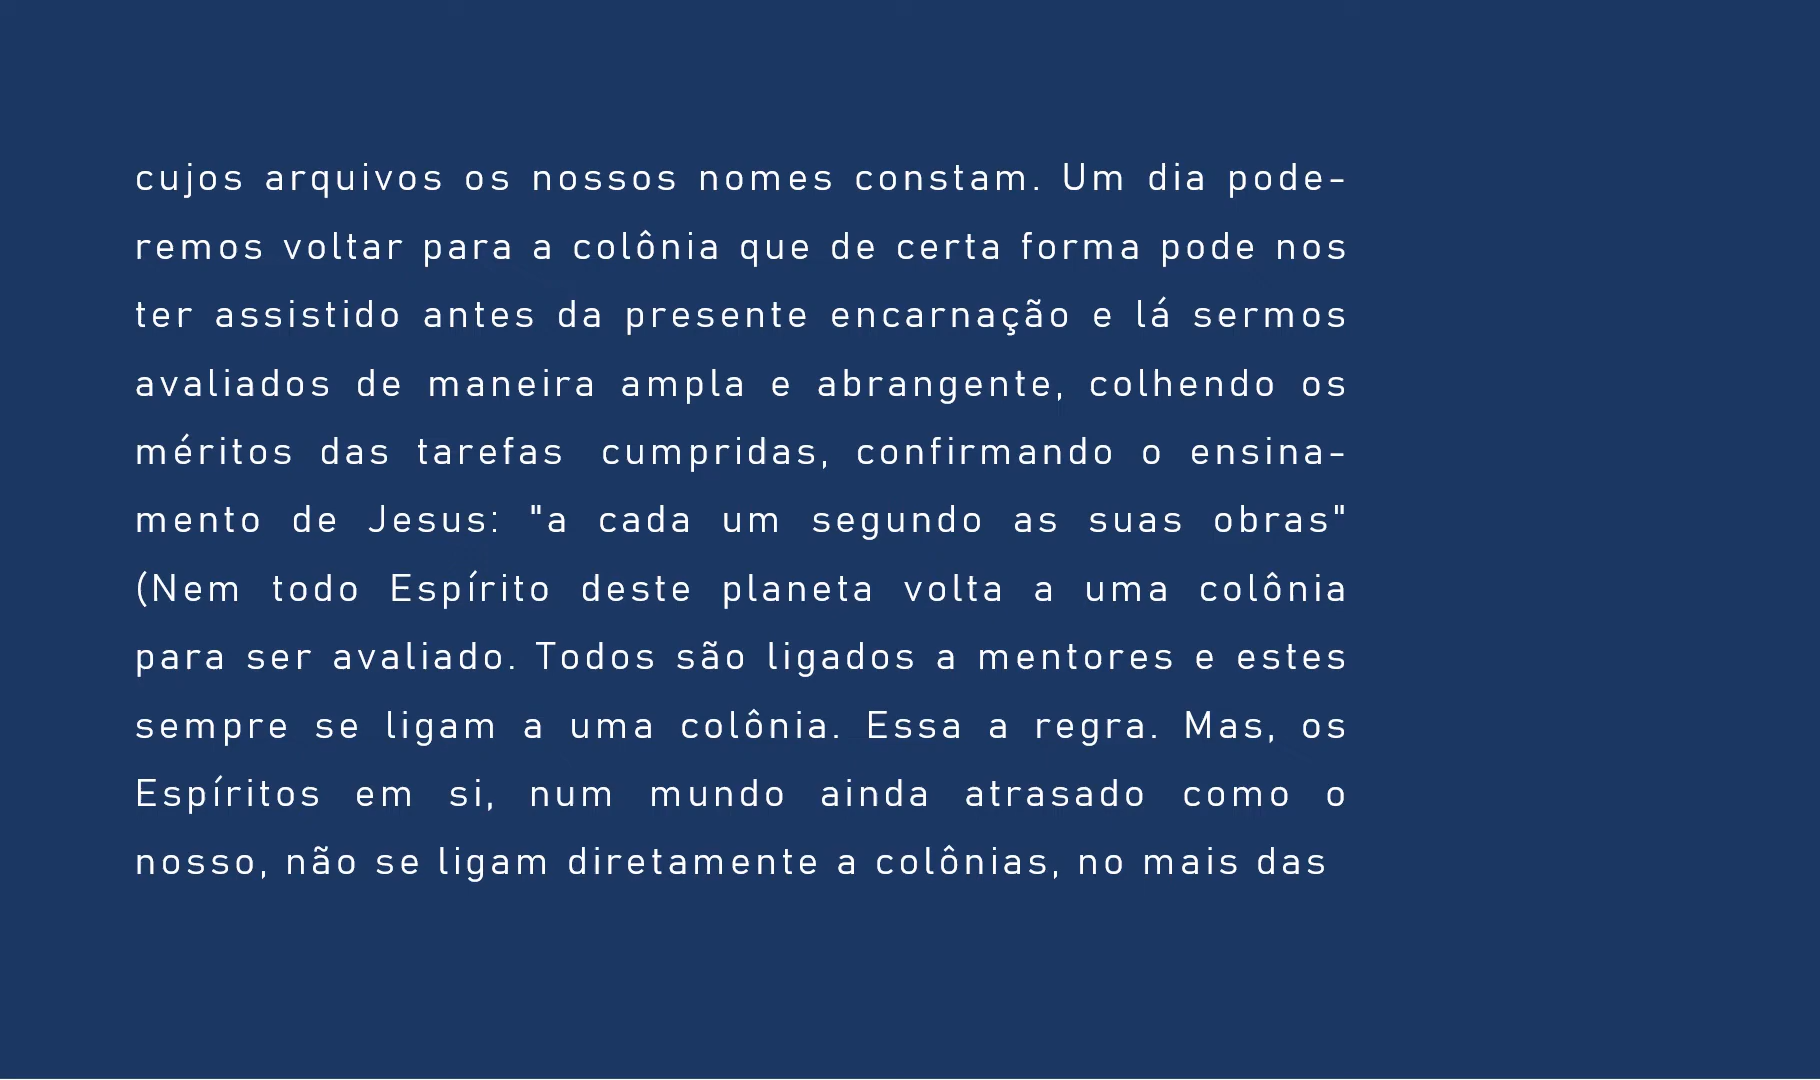 cujos arquivos os nossos nomes constam. Um dia pode-
remos voltar para a colônia que de certa forma pode nos
ter assistido antes da presente encarnação e lá sermos
avaliados de maneira ampla e abrangente, colhendo os
méritos das tarefas cumpridas, confirmando o ensina-
mento de Jesus: "a cada um segundo as suas obras"
(Nem todo Espírito deste planeta volta a uma colônia
para ser avaliado. Todos são ligados a mentores e estes
sempre se ligam a uma colônia. Essa a regra. Mas, os
Espíritos em si, num mundo ainda atrasado como o
nosso, não se ligam diretamente a colônias, no mais das